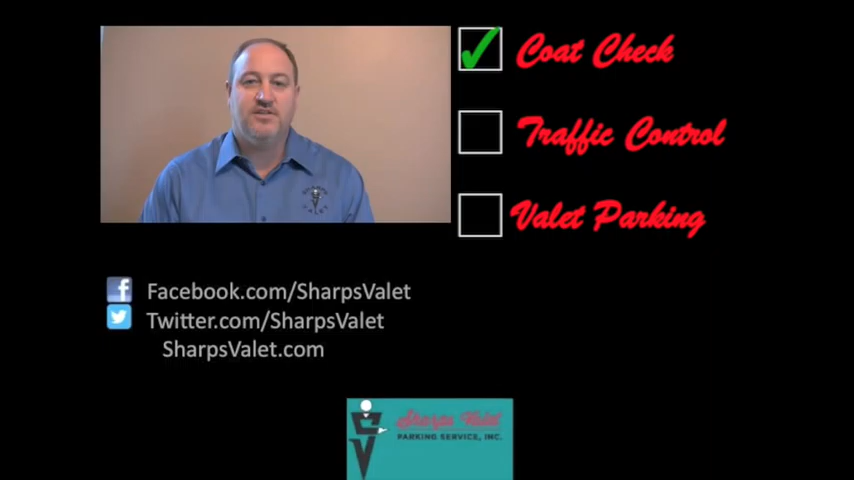 Coat Check
Traffic Control
Valet Parking
Facebook.com/SharpsValet
Twitter.com/SharpsValet
SharpsValet.com
Sharps Valet
PARKING SERVICE, INC.